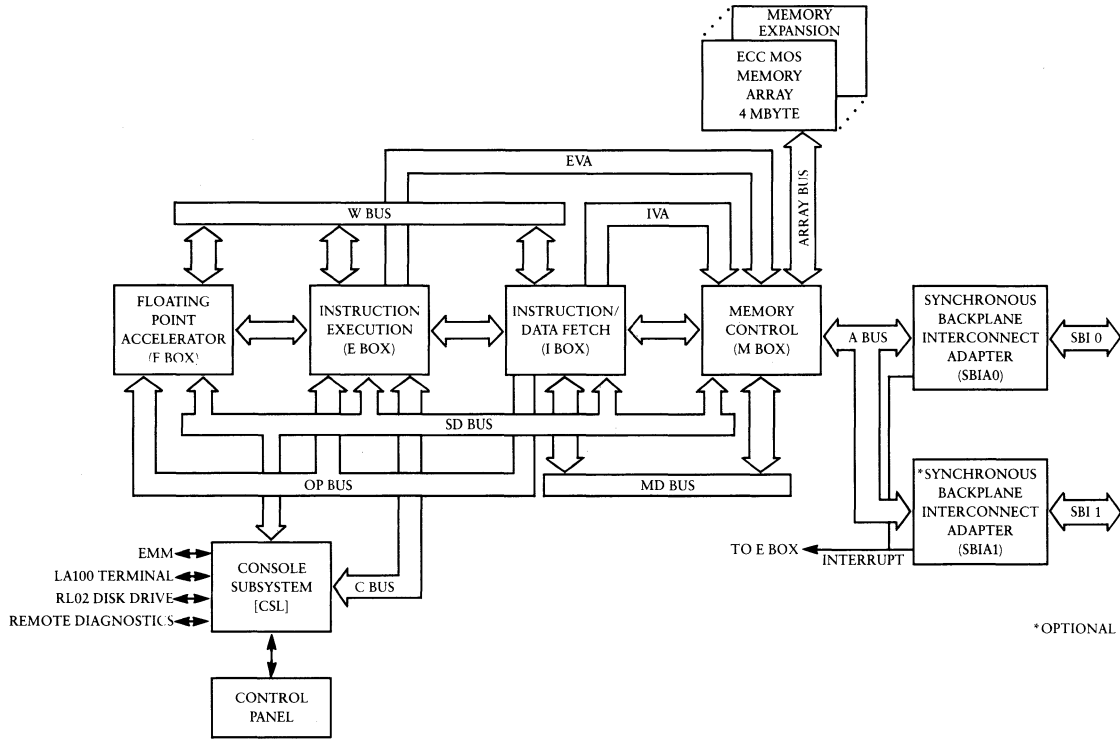 MEMORY
EXPANSION
ECC MOS
MEMORY
ARRAY
4 MBYTE
EVA
W BUS
IVA
ARRAY BUS
FLOATING
POINT
ACCELERATOR
(F BOX)
INSTRUCTION
EXECUTION
(E BOX)
INSTRUCTION/
DATA FETCH
(I BOX)
MEMORY
CONTROL
(M BOX)
A BUS
SYNCHRONOUS
BACKPLANE
INTERCONNECT
ADAPTER
(SBIA0)
SBI 0
SD BUS
OP BUS
MD BUS
*SYNCHRONOUS
BACKPLANE
INTERCONNECT
ADAPTER
(SBIA1)
SBI 1
TO E BOX
INTERRUPT
EMM
LA100 TERMINAL
RL02 DISK DRIVE
REMOTE DIAGNOSTICS
CONSOLE
SUBSYSTEM
[CSL]
C BUS
*OPTIONAL
CONTROL
PANEL